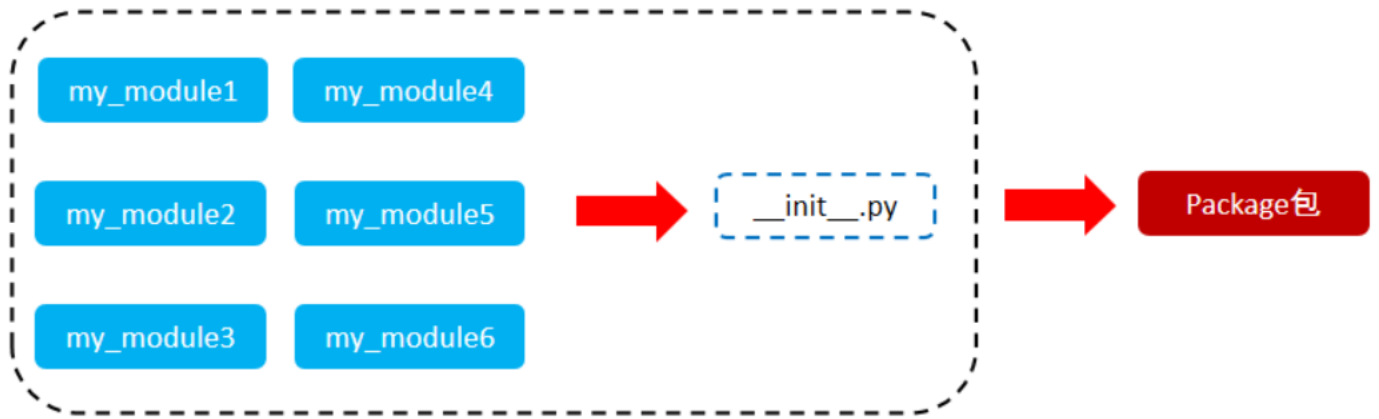 my_module1
my_module4
my_module2
my_module5
__init__.py
Package包
my_module3
my_module6